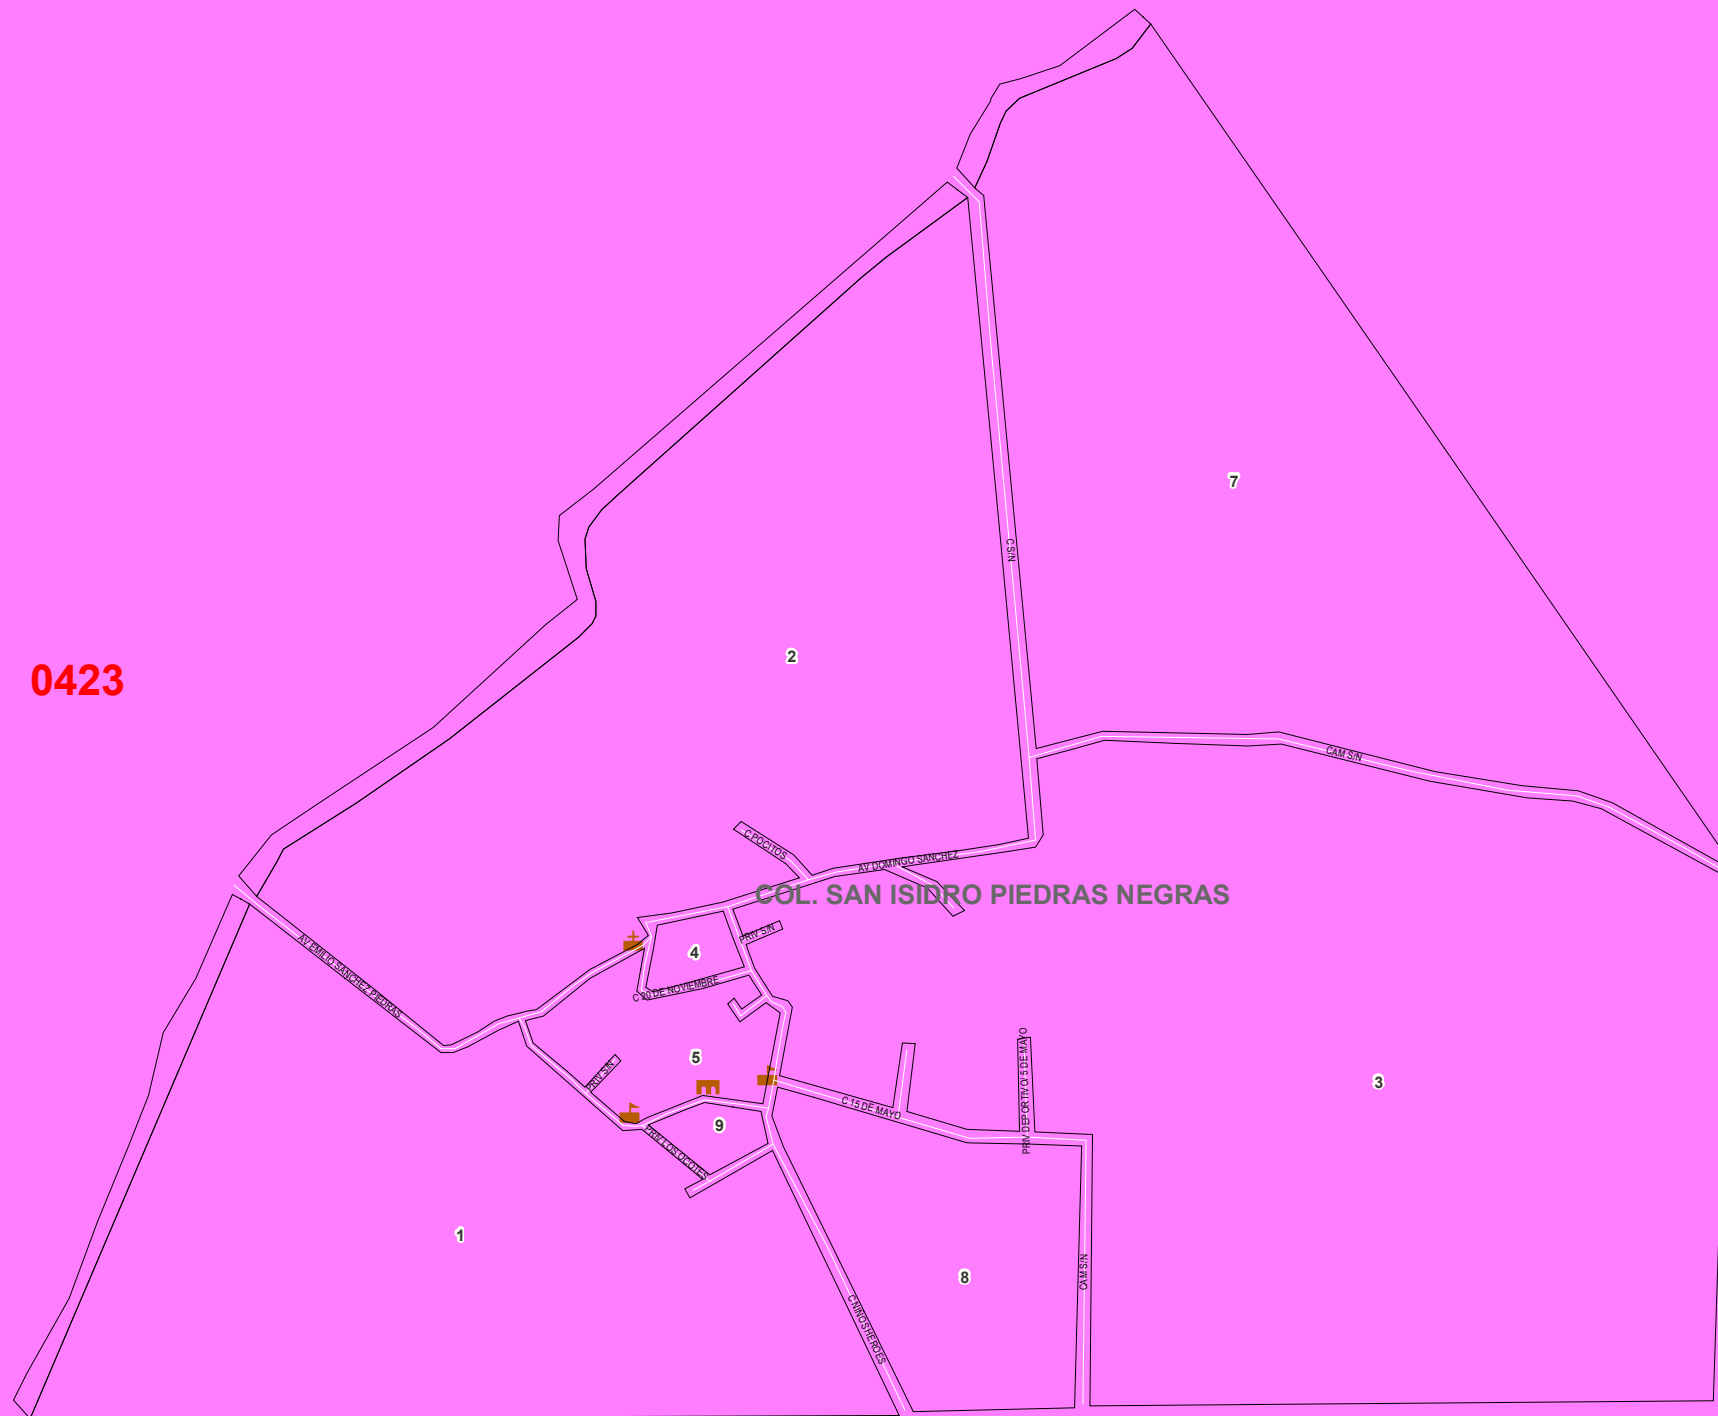 7
C S/N
2
0423
CAM S/N
C POCITOS
AV DOMINGO SANCHEZ
COL. SAN ISIDRO PIEDRAS NEGRAS
PRIV S/N
4
AV EMILIO SANCHEZ PIEDRAS
C 20 DE NOVIEMBRE
5
PRIV S/N
3
C 15 DE MAYO
PRIV DEPORTIVO 15 DE MAYO
9
PRIV LOS OCOTES
1
8
CAM S/N
C NINOS HEROES